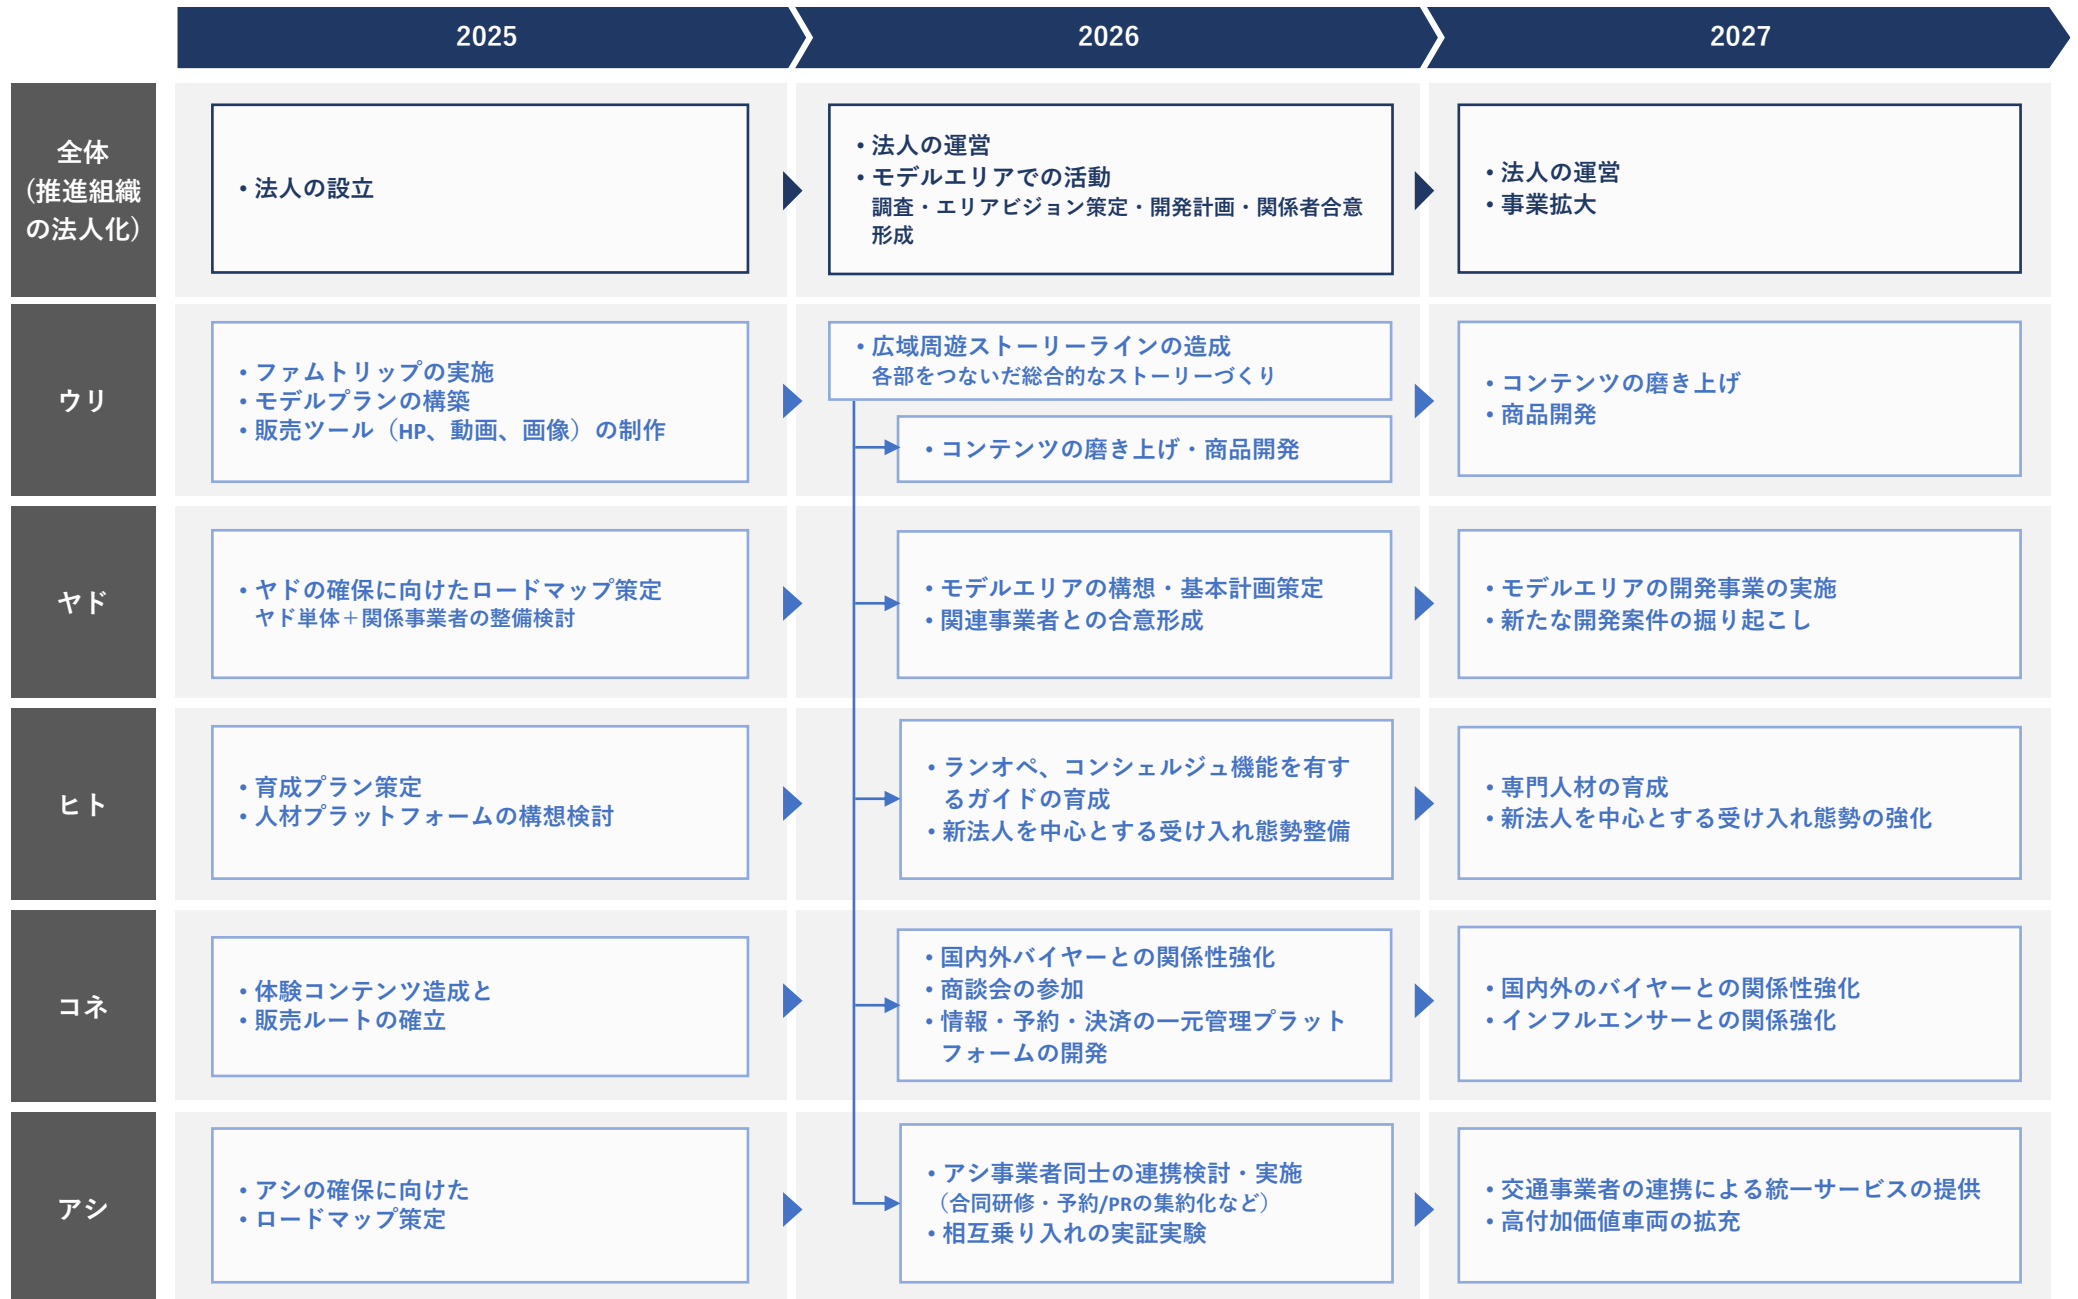 2025
2026
2027
全体
(推進組織
の法人化)
・法人の設立
・法人の運営
・モデルエリアでの活動
調査・エリアビジョン策定・開発計画・関係者合意
形成
・法人の運営
・事業拡大
ウリ
・ファムトリップの実施
・モデルプランの構築
・販売ツール（HP、動画、画像）の制作
・広域周遊ストーリーラインの造成
各部をつないだ総合的なストーリーづくり
・コンテンツの磨き上げ・商品開発
・コンテンツの磨き上げ
・商品開発
ヤド
・ヤドの確保に向けたロードマップ策定
ヤド単体＋関係事業者の整備検討
・モデルエリアの構想・基本計画策定
・関連事業者との合意形成
・モデルエリアの開発事業の実施
・新たな開発案件の掘り起こし
ヒト
・育成プラン策定
・人材プラットフォームの構想検討
・ランオペ、コンシェルジュ機能を有す
るガイドの育成
・新法人を中心とする受け入れ態勢整備
・専門人材の育成
・新法人を中心とする受け入れ態勢の強化
コネ
・体験コンテンツ造成と
・販売ルートの確立
・国内外バイヤーとの関係性強化
・商談会の参加
・情報・予約・決済の一元管理プラット
フォームの開発
・国内外のバイヤーとの関係性強化
・インフルエンサーとの関係強化
アシ
・アシの確保に向けた
・ロードマップ策定
・アシ事業者同士の連携検討・実施
（合同研修・予約/PRの集約化など）
・相互乗り入れの実証実験
・交通事業者の連携による統一サービスの提供
・高付加価値車両の拡充